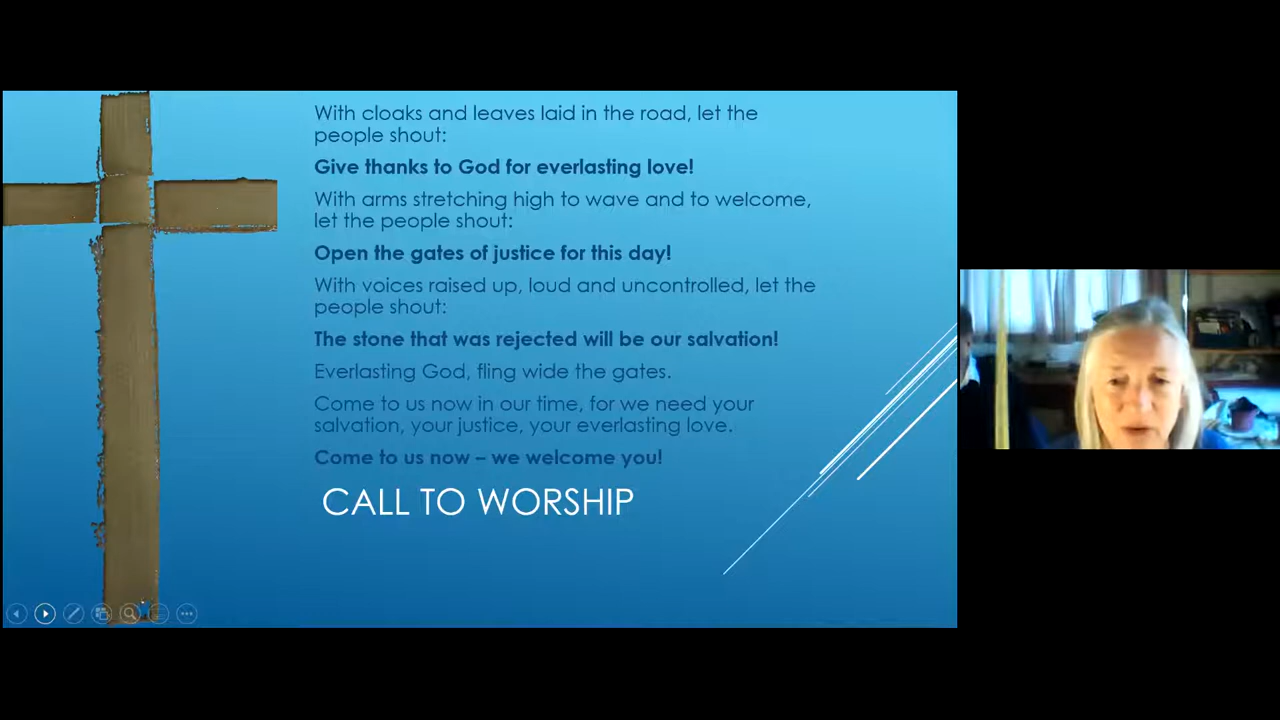 With cloaks and leaves laid in the road, let the
people shout:
Give thanks to God for everlasting love!
With arms stretching high to wave and to welcome,
let the people shout:
Open the gates of justice for this day!
With voices raised up, loud and uncontrolled, let the
people shout:
The stone that was rejected will be our salvation!
Everlasting God, fling wide the gates.
Come to us now in our time, for we need your
salvation, your justice, your everlasting love.
Come to us now – we welcome you!
CALL TO WORSHIP